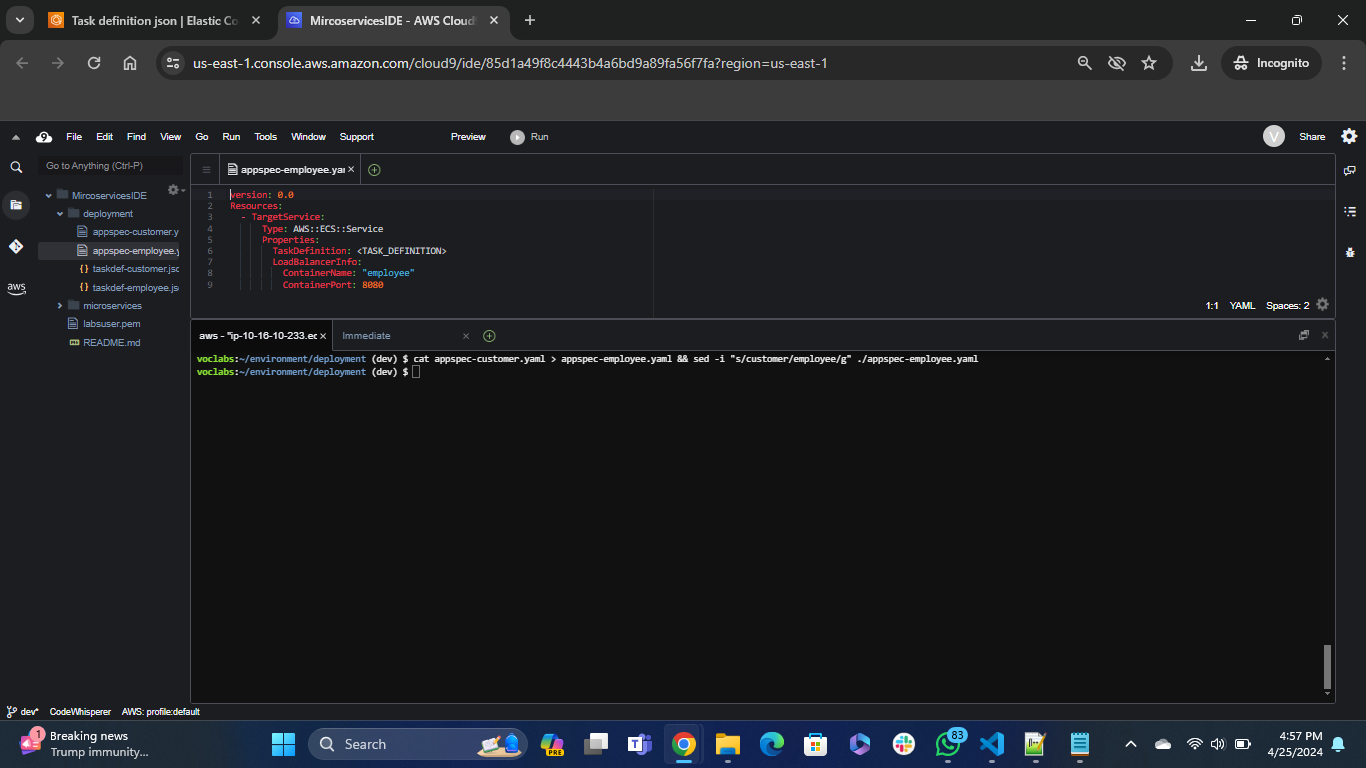 Task definition json | Elastic Co
MircoservicesIDE - AWS Cloud
us-east-1.console.aws.amazon.com/cloud9/ide/85d1a49f8c4443b4a6bd9a89fa56f7fa?region=us-east-1
Incognito
9 File Edit Find View Go Run Tools Window Support Preview Run
V Share
Go to Anything (Ctrl-P)
MircoservicesIDE
deployment
appspec-customer.y
appspec-employee.y
taskdef-customer.jsc
taskdef-employee.js
microservices
labsuser.pem
README.md
aws
appspec-employee.yar
1 version: 0.0
2 Resources:
3 - TargetService:
4 Type: AWS::ECS::Service
5 Properties:
6 TaskDefinition: <TASK_DEFINITION>
7 LoadBalancerInfo:
8 ContainerName: "employee"
9 ContainerPort: 8080
1:1 YAML Spaces: 2
aws - "ip-10-16-10-233.ec
Immediate
voclabs:~/environment/deployment (dev) $ cat appspec-customer.yaml > appspec-employee.yaml && sed -i "s/customer/employee/g" ./appspec-employee.yaml
voclabs:~/environment/deployment (dev) $
dev* CodeWhisperer AWS: profile:default
1
Breaking news
Trump immunity...
Search
PRE
83
4:57 PM
4/25/2024